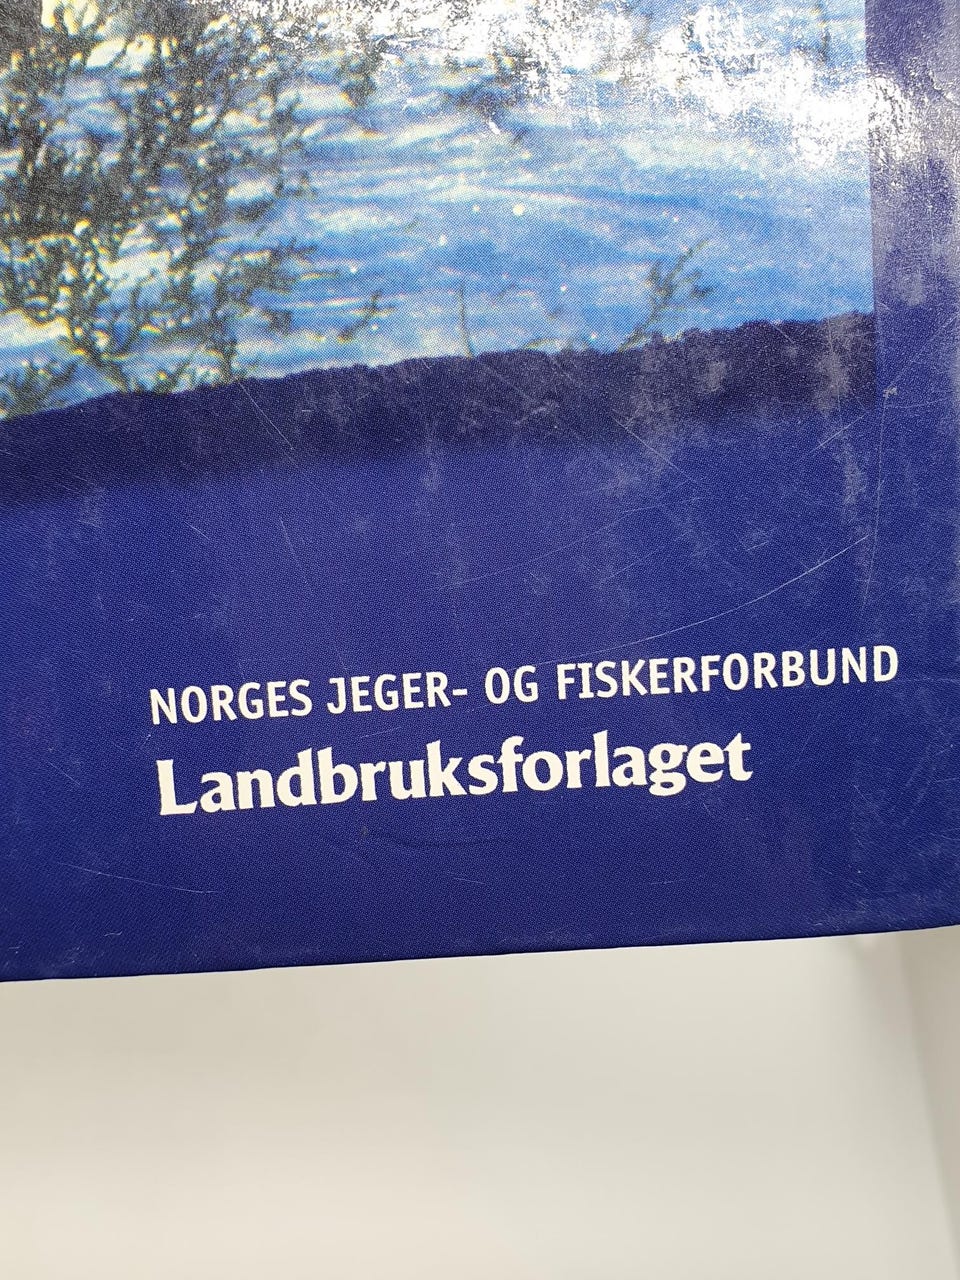 NORGES JEGER- OG FISKERFORBUND
Landbruksforlaget